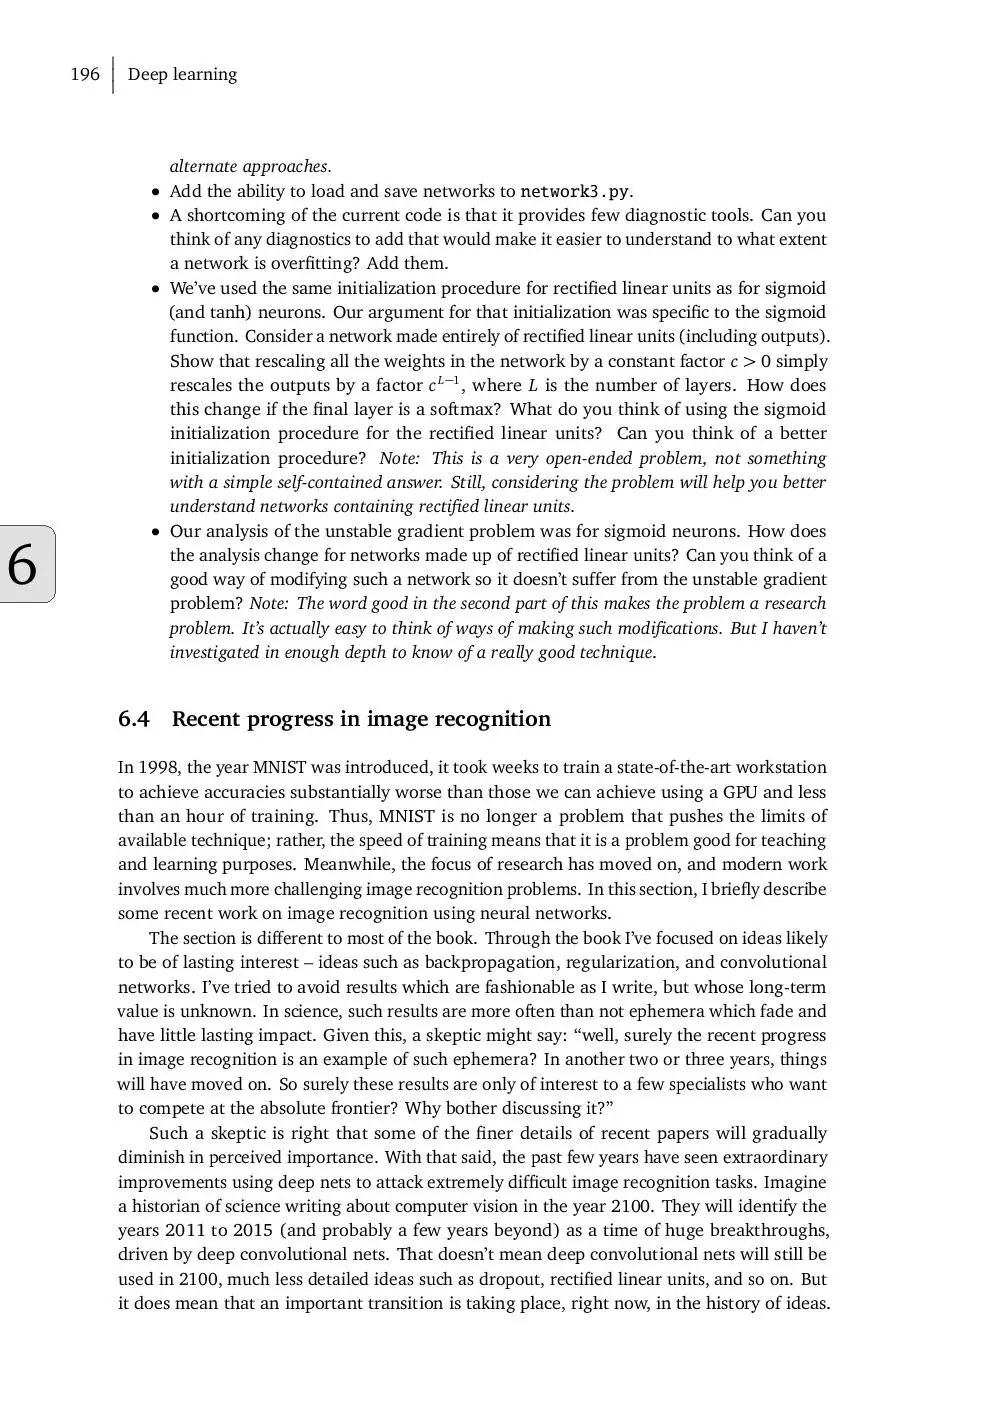 196 Deep learning
alternate approaches.
• Add the ability to load and save networks to network3.py.
• A shortcoming of the current code is that it provides few diagnostic tools. Can you
think of any diagnostics to add that would make it easier to understand to what extent
a network is overfitting? Add them.
• We’ve used the same initialization procedure for rectified linear units as for sigmoid
(and tanh) neurons. Our argument for that initialization was specific to the sigmoid
function. Consider a network made entirely of rectified linear units (including outputs).
Show that rescaling all the weights in the network by a constant factor c > 0 simply
rescales the outputs by a factor c^{L−1}, where L is the number of layers. How does
this change if the final layer is a softmax? What do you think of using the sigmoid
initialization procedure for the rectified linear units? Can you think of a better
initialization procedure? Note: This is a very open-ended problem, not something
with a simple self-contained answer. Still, considering the problem will help you better
understand networks containing rectified linear units.
• Our analysis of the unstable gradient problem was for sigmoid neurons. How does
the analysis change for networks made up of rectified linear units? Can you think of a
6
good way of modifying such a network so it doesn’t suffer from the unstable gradient
problem? Note: The word good in the second part of this makes the problem a research
problem. It’s actually easy to think of ways of making such modifications. But I haven’t
investigated in enough depth to know of a really good technique.
6.4 Recent progress in image recognition
In 1998, the year MNIST was introduced, it took weeks to train a state-of-the-art workstation
to achieve accuracies substantially worse than those we can achieve using a GPU and less
than an hour of training. Thus, MNIST is no longer a problem that pushes the limits of
available technique; rather, the speed of training means that it is a problem good for teaching
and learning purposes. Meanwhile, the focus of research has moved on, and modern work
involves much more challenging image recognition problems. In this section, I briefly describe
some recent work on image recognition using neural networks.
The section is different to most of the book. Through the book I’ve focused on ideas likely
to be of lasting interest – ideas such as backpropagation, regularization, and convolutional
networks. I’ve tried to avoid results which are fashionable as I write, but whose long-term
value is unknown. In science, such results are more often than not ephemera which fade and
have little lasting impact. Given this, a skeptic might say: “well, surely the recent progress
in image recognition is an example of such ephemera? In another two or three years, things
will have moved on. So surely these results are only of interest to a few specialists who want
to compete at the absolute frontier? Why bother discussing it?”
Such a skeptic is right that some of the finer details of recent papers will gradually
diminish in perceived importance. With that said, the past few years have seen extraordinary
improvements using deep nets to attack extremely difficult image recognition tasks. Imagine
a historian of science writing about computer vision in the year 2100. They will identify the
years 2011 to 2015 (and probably a few years beyond) as a time of huge breakthroughs,
driven by deep convolutional nets. That doesn’t mean deep convolutional nets will still be
used in 2100, much less detailed ideas such as dropout, rectified linear units, and so on. But
it does mean that an important transition is taking place, right now, in the history of ideas.